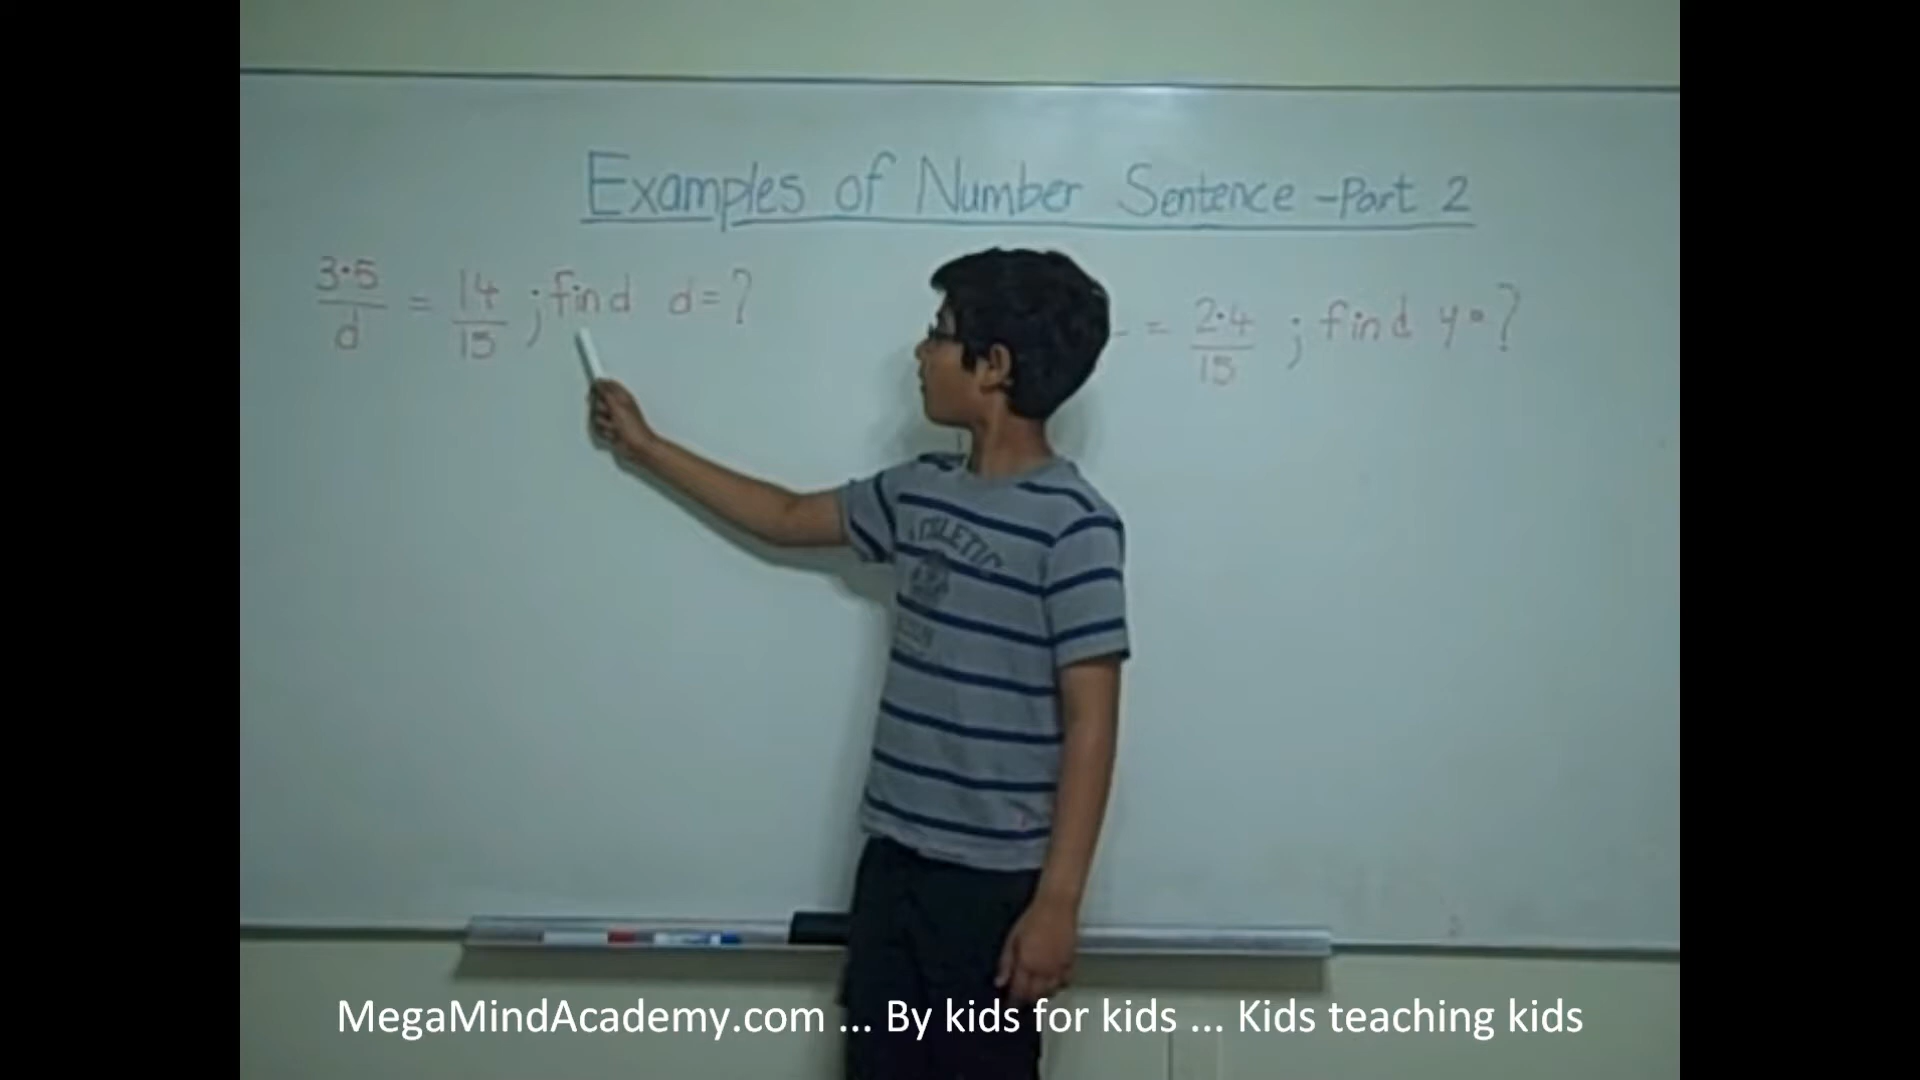 Examples of Number Sentence - Part 2
3.5/d = 14/15 ; find d = ?
= 2.4/15 ; find y = ?
ATHLETIC
MegaMindAcademy.com ... By kids for kids ... Kids teaching kids